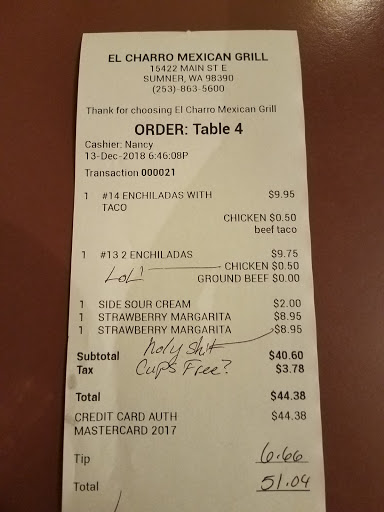 EL CHARRO MEXICAN GRILL
15422 MAIN ST E
SUMNER, WA 98390
(253)-863-5600
Thank for choosing El Charro Mexican Grill
ORDER: Table 4
Cashier: Nancy
13-Dec-2018 6:46:08P
Transaction 000021
1 #14 ENCHILADAS WITH TACO $9.95
CHICKEN $0.50
beef taco
1 #13 2 ENCHILADAS $9.75
LOL! CHICKEN $0.50
GROUND BEEF $0.00
1 SIDE SOUR CREAM $2.00
1 STRAWBERRY MARGARITA $8.95
1 STRAWBERRY MARGARITA $8.95
holy shit
Subtotal $40.60
Cups Free?
Tax $3.78
Total $44.38
CREDIT CARD AUTH $44.38
MASTERCARD 2017
Tip 6.66
Total 51.04